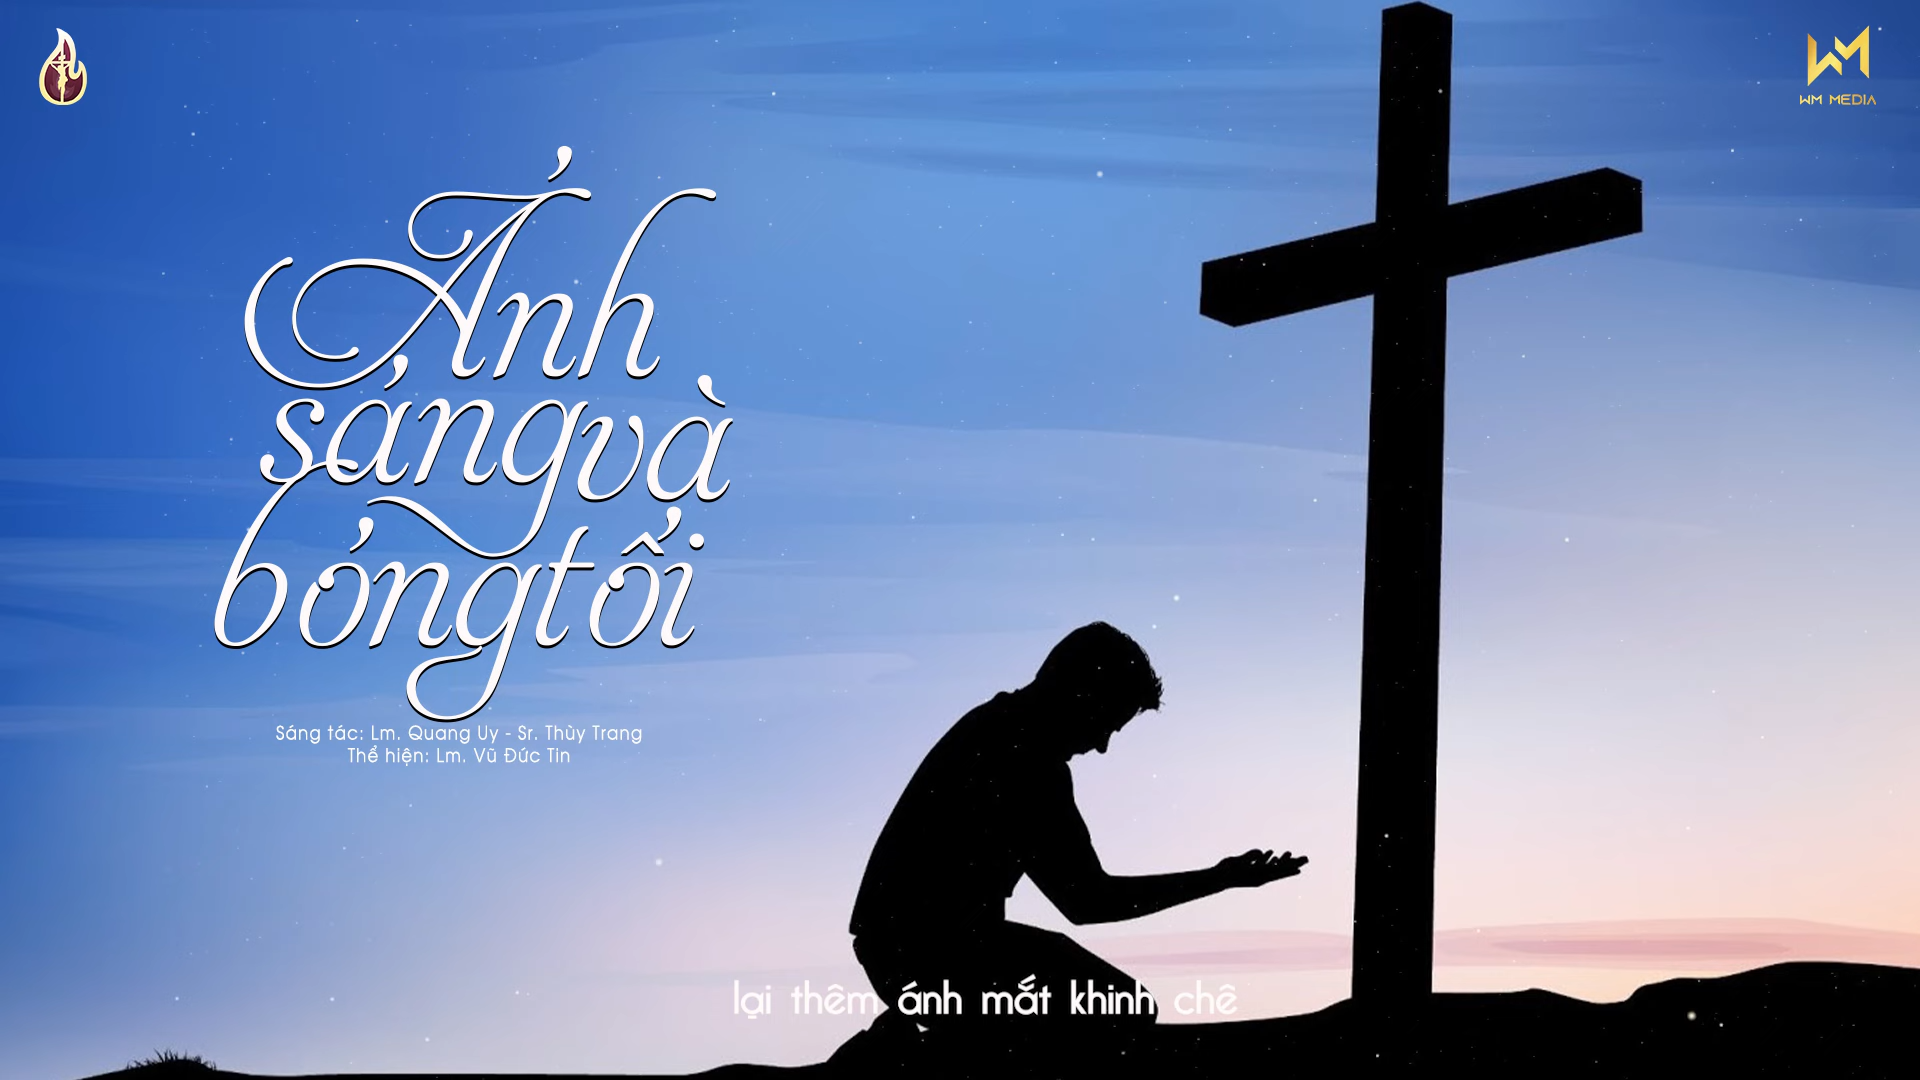 Ánh
sáng và
bóng tối
Sáng tác: Lm. Quang Uy - Sr. Thùy Trang
Thể hiện: Lm. Vũ Đức Tin
lại thêm ánh mắt khinh chê
WM MEDIA